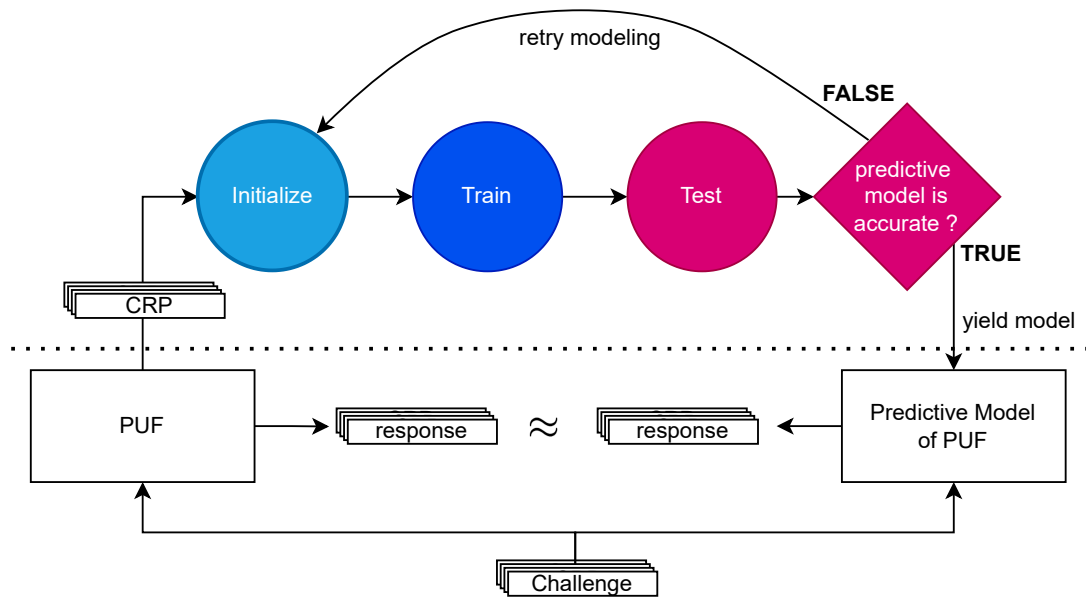 retry modeling
FALSE
Initialize
Train
Test
predictive
model is
accurate ?
TRUE
CRP
yield model
PUF
response
≈
response
Predictive Model
of PUF
Challenge